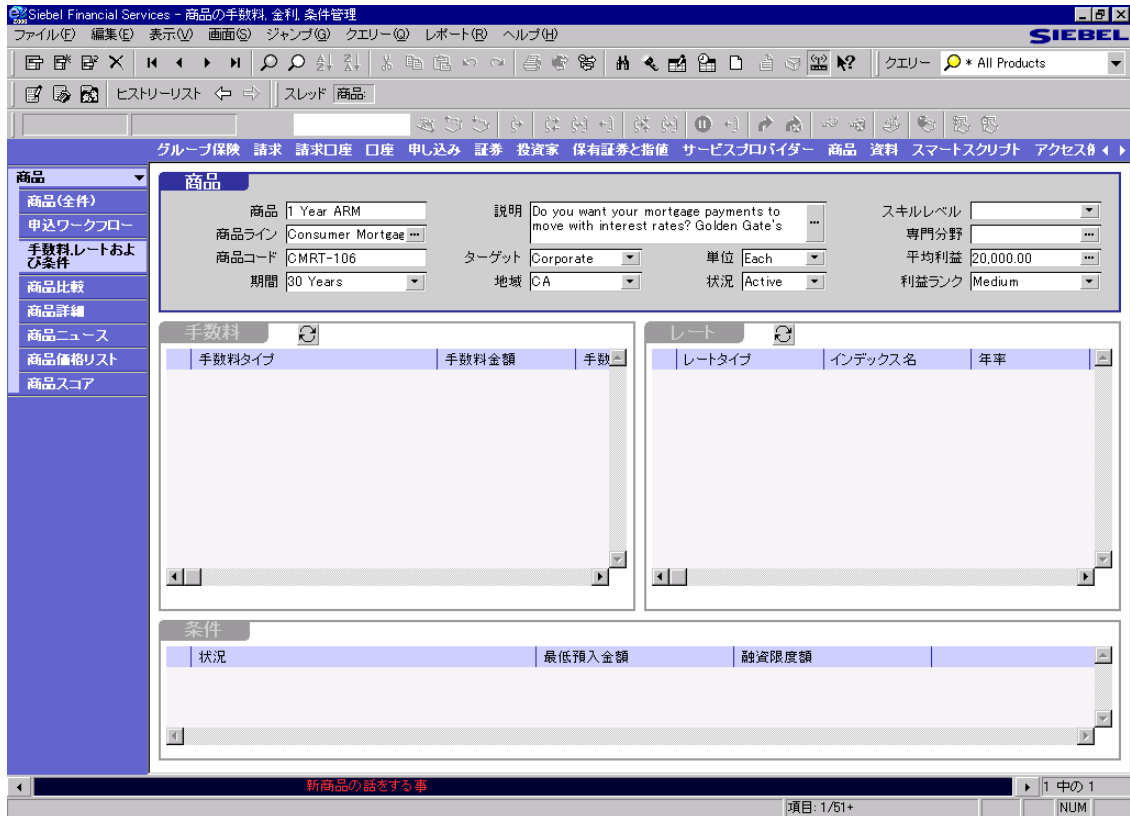 Siebel Financial Services - 商品の手数料, 金利, 条件管理
ファイル(F) 編集(E) 表示(V) 画面(S) ジャンプ(G) クエリー(Q) レポート(R) ヘルプ(H)
SIEBEL
クエリー * All Products
ヒストリーリスト スレッド 商品:
グループ保険 請求 請求口座 口座 申し込み 証券 投資家 保有証券と指値 サービスプロバイダー 商品 資料 スマートスクリプト
商品
商品(全件)
申込ワークフロー
手数料,レートおよ
び条件
商品比較
商品詳細
商品ニュース
商品価格リスト
商品スコア
商品
商品 1 Year ARM
説明 Do you want your mortgage payments to
move with interest rates? Golden Gate's
スキルレベル
商品ライン Consumer Mortgag
専門分野
商品コード CMRT-106 ターゲット Corporate 単位 Each 平均利益 20,000.00
期間 30 Years 地域 CA 状況 Active 利益ランク Medium
手数料
手数料タイプ 手数料金額 手数
レート
レートタイプ インデックス名 年率
条件
状況 最低預入金額 融資限度額
新商品の話をする事
1 中の 1
項目: 1/51+
NUM